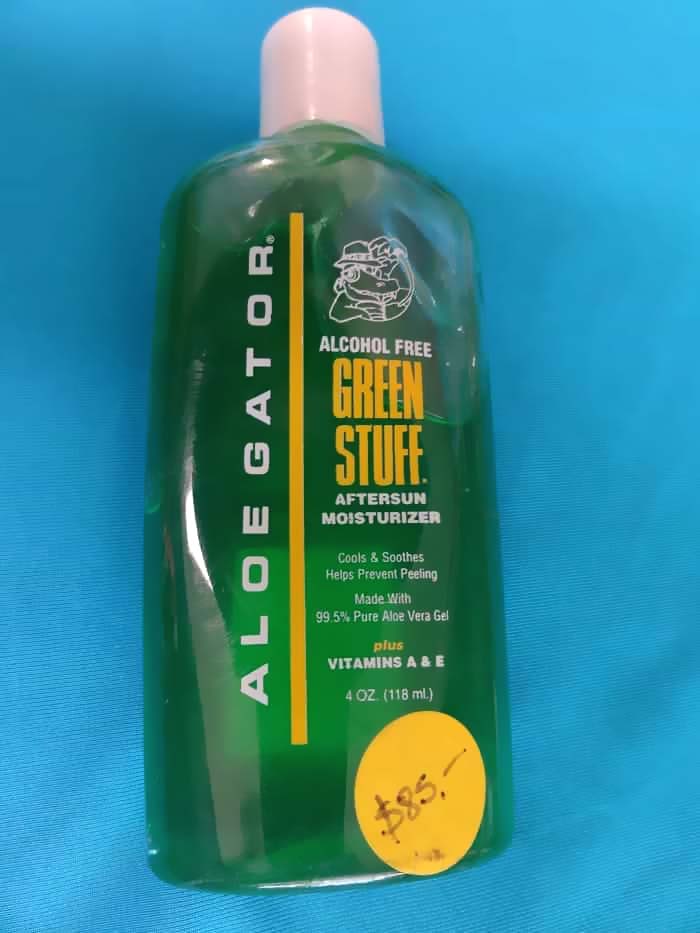 ALOE GATOR®
ALCOHOL FREE
GREEN
STUFF
AFTERSUN
MOISTURIZER
Cools & Soothes
Helps Prevent Peeling
Made With
99.5% Pure Aloe Vera Gel
plus
VITAMINS A & E
4 OZ. (118 ml.)
$85.-